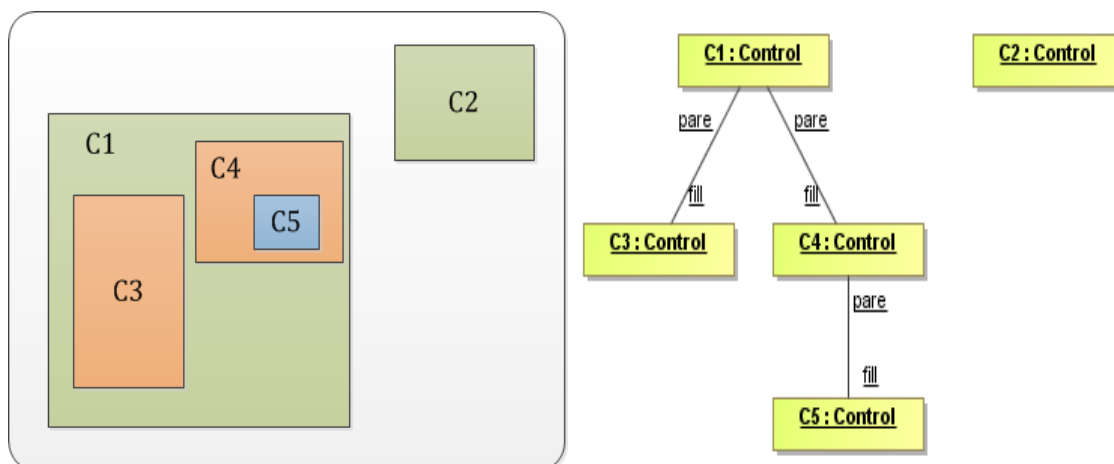 C1
C2
C4
C5
C3
C1 : Control
C2 : Control
pare
pare
fill
fill
C3 : Control
C4 : Control
pare
fill
C5 : Control